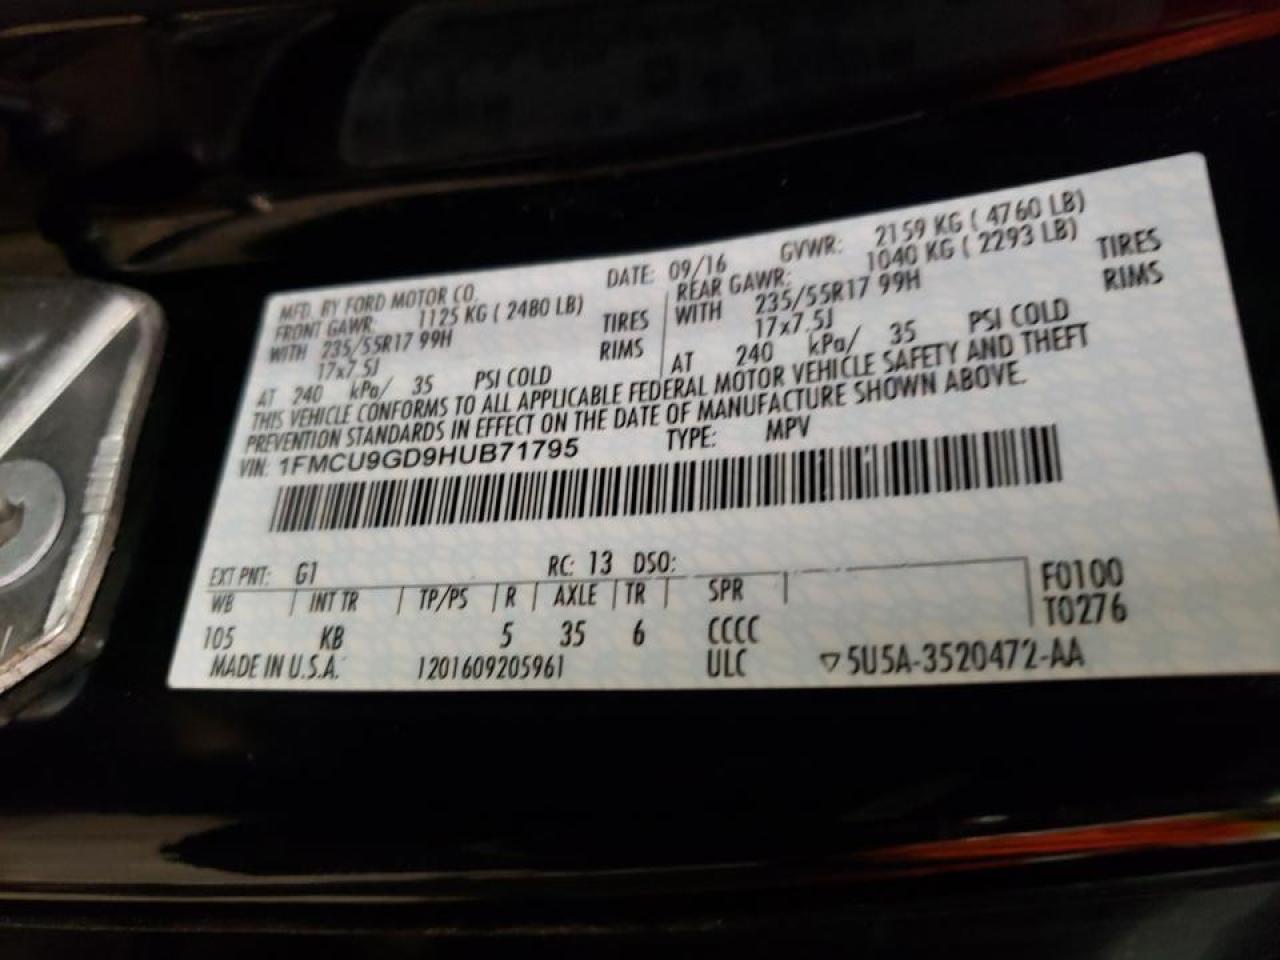 MFD. BY FORD MOTOR CO. DATE: 09/16 GVWR: 2159 KG ( 4760 LB)
FRONT GAWR: 1125 KG ( 2480 LB) REAR GAWR: 1040 KG ( 2293 LB)
WITH 235/55R17 99H TIRES WITH 235/55R17 99H TIRES
17x7.5J RIMS 17x7.5J RIMS
AT 240 kPa/ 35 PSI COLD AT 240 kPa/ 35 PSI COLD
THIS VEHICLE CONFORMS TO ALL APPLICABLE FEDERAL MOTOR VEHICLE SAFETY AND THEFT
PREVENTION STANDARDS IN EFFECT ON THE DATE OF MANUFACTURE SHOWN ABOVE.
VIN: 1FMCU9GD9HUB71795 TYPE: MPV
EXT PNT: G1 RC: 13 DSO: F0100
WB INT TR TP/PS R AXLE TR SPR T0276
105 KB 5 35 6 CCCC
MADE IN U.S.A. 1201609205961 ULC ▽5U5A-3520472-AA